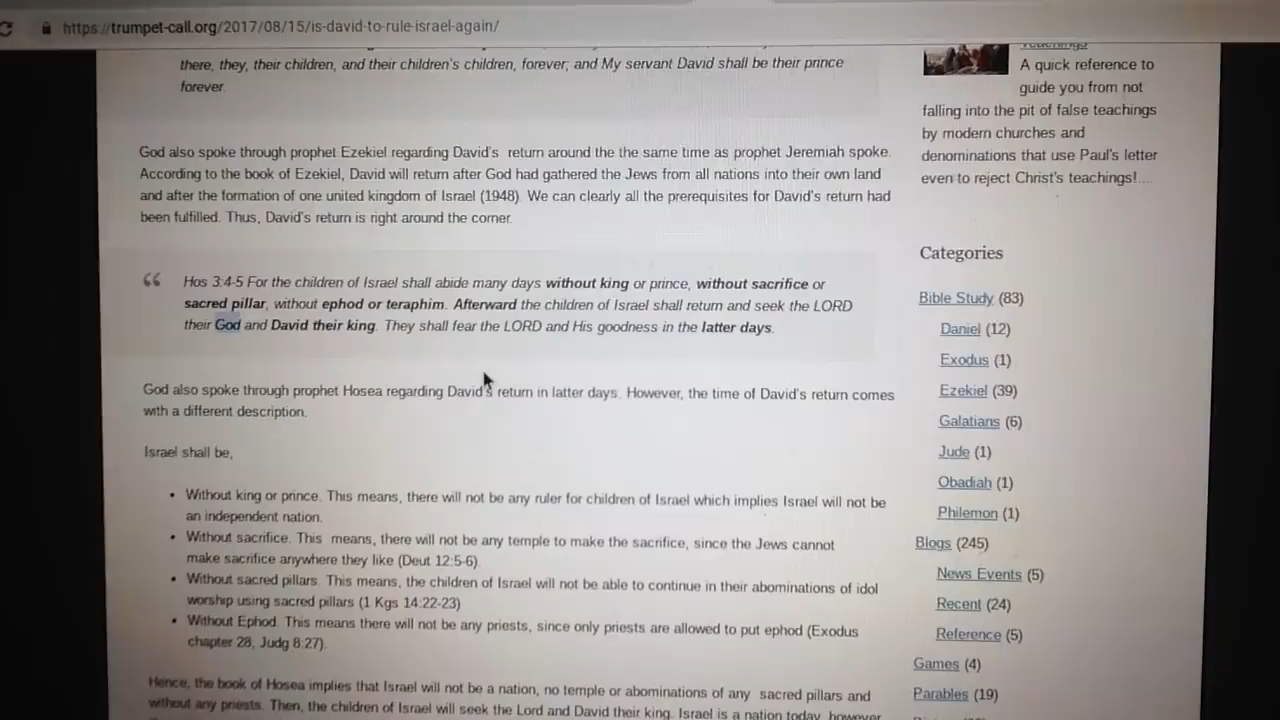 https://trumpet-call.org/2017/08/15/is-david-to-rule-israel-again/
there, they, their children, and their children's children, forever; and My servant David shall be their prince
forever.
God also spoke through prophet Ezekiel regarding David's return around the the same time as prophet Jeremiah spoke.
According to the book of Ezekiel, David will return after God had gathered the Jews from all nations into their own land
and after the formation of one united kingdom of Israel (1948). We can clearly all the prerequisites for David's return had
been fulfilled. Thus, David's return is right around the corner.
“ Hos 3:4-5 For the children of Israel shall abide many days without king or prince, without sacrifice or
sacred pillar, without ephod or teraphim. Afterward the children of Israel shall return and seek the LORD
their God and David their king. They shall fear the LORD and His goodness in the latter days.
God also spoke through prophet Hosea regarding David's return in latter days. However, the time of David's return comes
with a different description.
Israel shall be,
• Without king or prince. This means, there will not be any ruler for children of Israel which implies Israel will not be
an independent nation.
• Without sacrifice. This means, there will not be any temple to make the sacrifice, since the Jews cannot
make sacrifice anywhere they like (Deut 12:5-6).
• Without sacred pillars. This means, the children of Israel will not be able to continue in their abominations of idol
worship using sacred pillars (1 Kgs 14:22-23)
• Without Ephod. This means there will not be any priests, since only priests are allowed to put ephod (Exodus
chapter 28, Judg 8:27).
Hence, the book of Hosea implies that Israel will not be a nation, no temple or abominations of any sacred pillars and
without any priests. Then, the children of Israel will seek the Lord and David their king. Israel is a nation today, however
A quick reference to
guide you from not
falling into the pit of false teachings
by modern churches and
denominations that use Paul's letter
even to reject Christ's teachings!....
Categories
Bible Study (83)
Daniel (12)
Exodus (1)
Ezekiel (39)
Galatians (6)
Jude (1)
Obadiah (1)
Philemon (1)
Blogs (245)
News Events (5)
Recent (24)
Reference (5)
Games (4)
Parables (19)